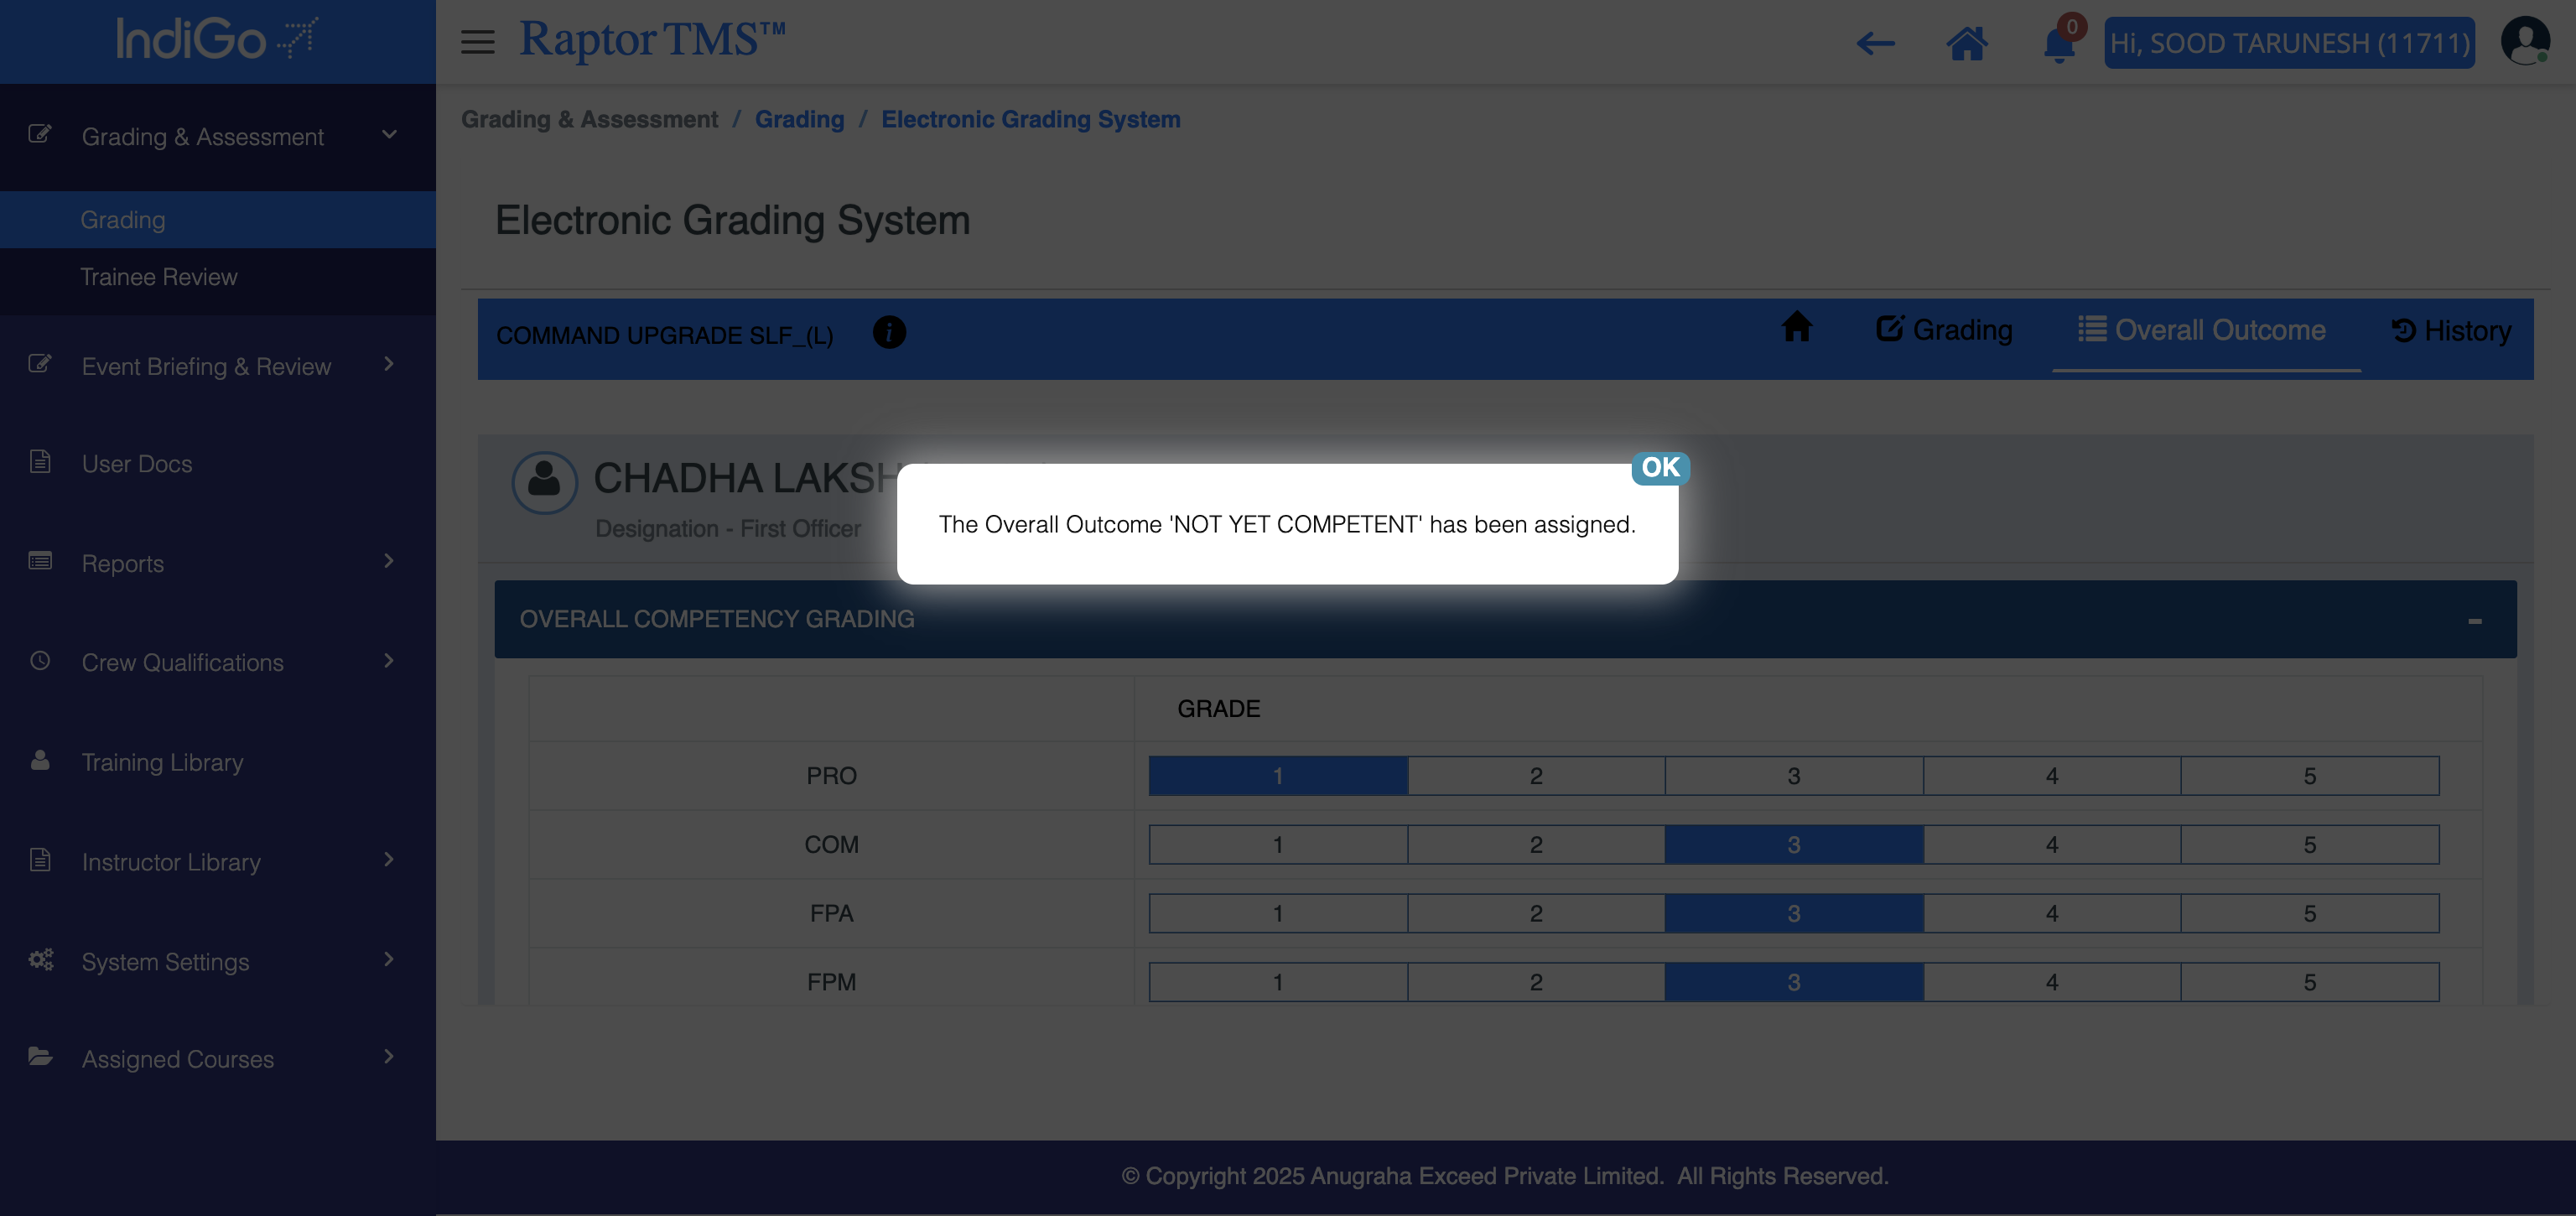 IndiGo
Raptor TMS™
0
Hi, SOOD TARUNESH (11711)
Grading & Assessment
Grading
Trainee Review
Event Briefing & Review
User Docs
Reports
Crew Qualifications
Training Library
Instructor Library
System Settings
Assigned Courses
Grading & Assessment / Grading / Electronic Grading System
Electronic Grading System
COMMAND UPGRADE SLF_(L) i
Grading
Overall Outcome
History
CHADHA
Designation - First Officer
OK
The Overall Outcome 'NOT YET COMPETENT' has been assigned.
OVERALL COMPETENCY GRADING -
GRADE
PRO 1 2 3 4 5
COM 1 2 3 4 5
FPA 1 2 3 4 5
FPM 1 2 3 4 5
© Copyright 2025 Anugraha Exceed Private Limited. All Rights Reserved.